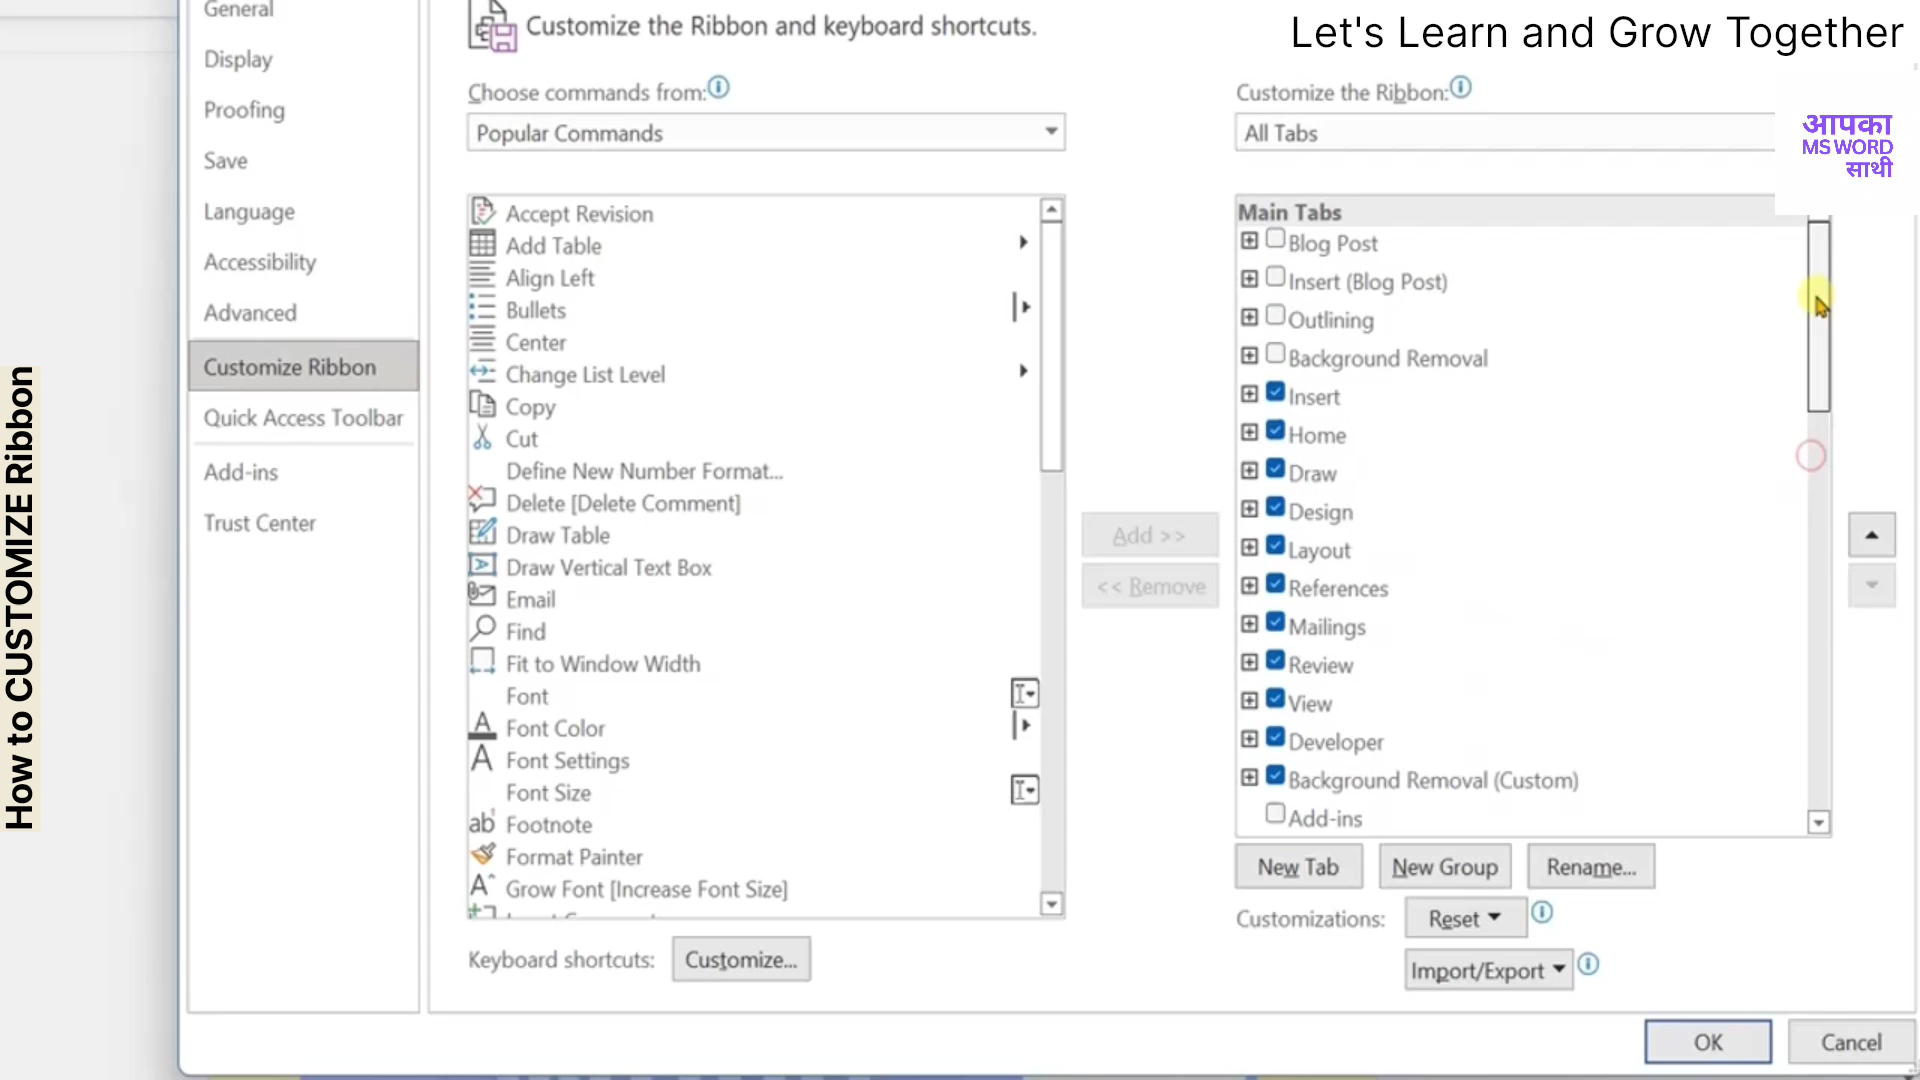 General
Display
Proofing
Save
Language
Accessibility
Advanced
Customize Ribbon
Quick Access Toolbar
Add-ins
Trust Center
How to CUSTOMIZE Ribbon
Customize the Ribbon and keyboard shortcuts.
Choose commands from:
Popular Commands
Accept Revision
Add Table
Align Left
Bullets
Center
Change List Level
Copy
Cut
Define New Number Format...
Delete [Delete Comment]
Draw Table
Draw Vertical Text Box
Email
Find
Fit to Window Width
Font
Font Color
Font Settings
Font Size
Footnote
Format Painter
Grow Font [Increase Font Size]
Keyboard shortcuts: Customize...
Add >>
<< Remove
Let's Learn and Grow Together
आपका
MS WORD
साथी
Customize the Ribbon:
All Tabs
Main Tabs
Blog Post
Insert (Blog Post)
Outlining
Background Removal
Insert
Home
Draw
Design
Layout
References
Mailings
Review
View
Developer
Background Removal (Custom)
Add-ins
New Tab New Group Rename...
Customizations: Reset
Import/Export
OK Cancel